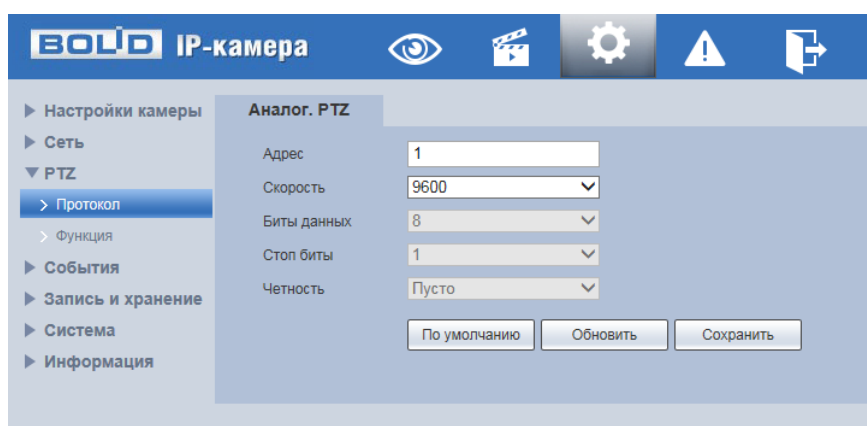 BOLID IP-камера
Настройки камеры
Сеть
PTZ
Протокол
Функция
События
Запись и хранение
Система
Информация
Аналог. PTZ
Адрес 1
Скорость 9600
Биты данных 8
Стоп биты 1
Четность Пусто
По умолчанию Обновить Сохранить